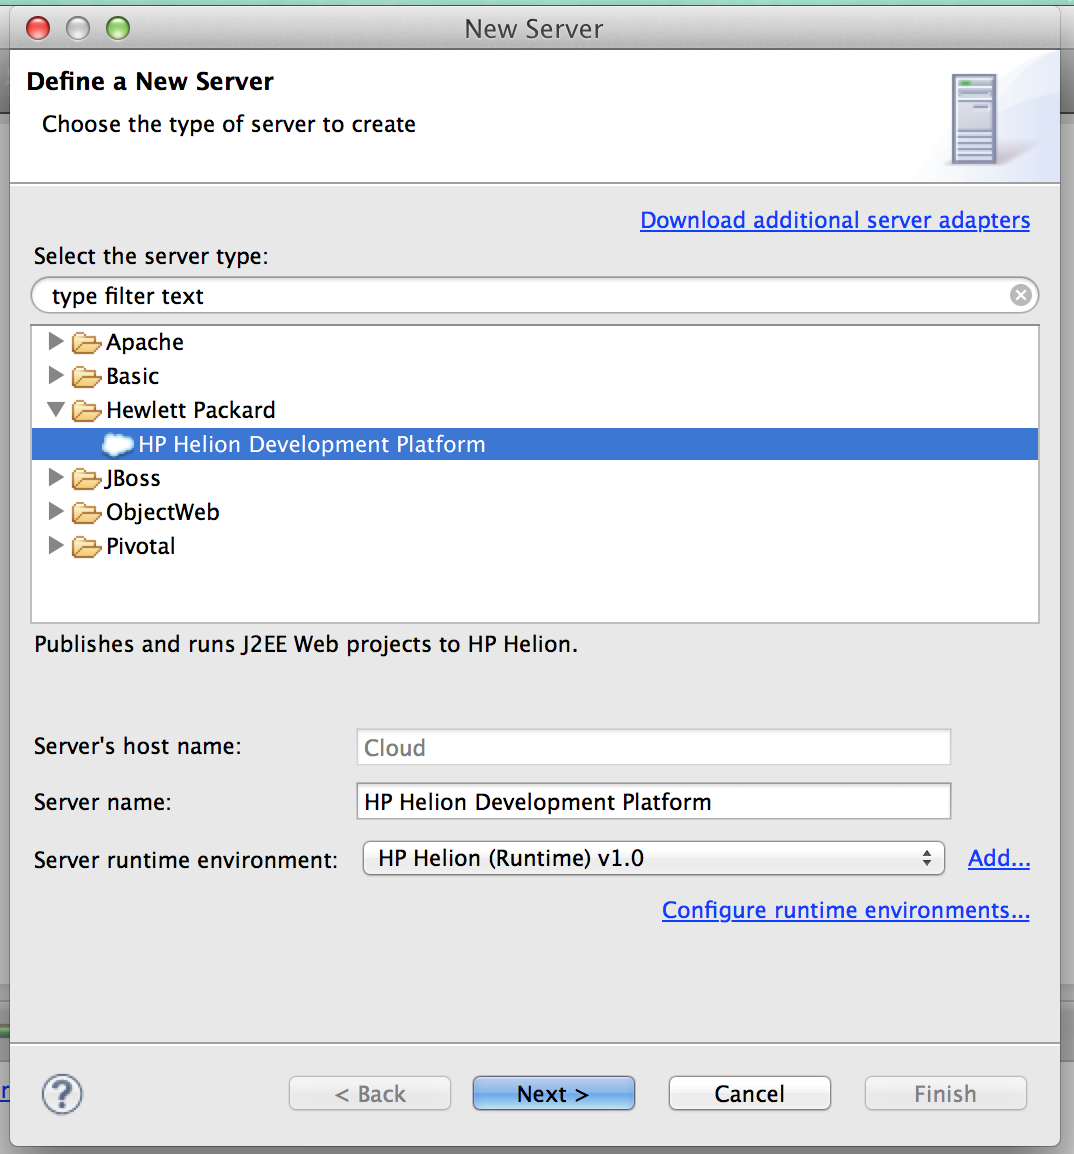 New Server
Define a New Server
Choose the type of server to create
Download additional server adapters
Select the server type:
type filter text
Apache
Basic
Hewlett Packard
HP Helion Development Platform
JBoss
ObjectWeb
Pivotal
Publishes and runs J2EE Web projects to HP Helion.
Server's host name: Cloud
Server name: HP Helion Development Platform
Server runtime environment: HP Helion (Runtime) v1.0 Add...
Configure runtime environments...
r
? < Back Next > Cancel Finish